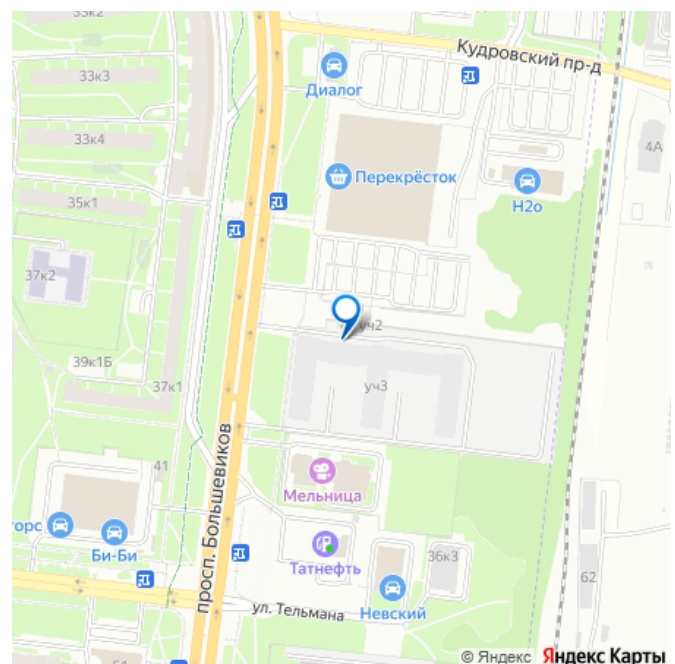 33к2
Кудровский пр-д
33к3
Диалог
33к4
4А
Перекрёсток
Н2о
35к1
37к2
уч2
39к1Б
37к1
уч3
просп. Большевиков
41
Мельница
горс
Би-Би
Татнефть
36к3
62
Невский
ул. Тельмана
© Яндекс Яндекс Карты